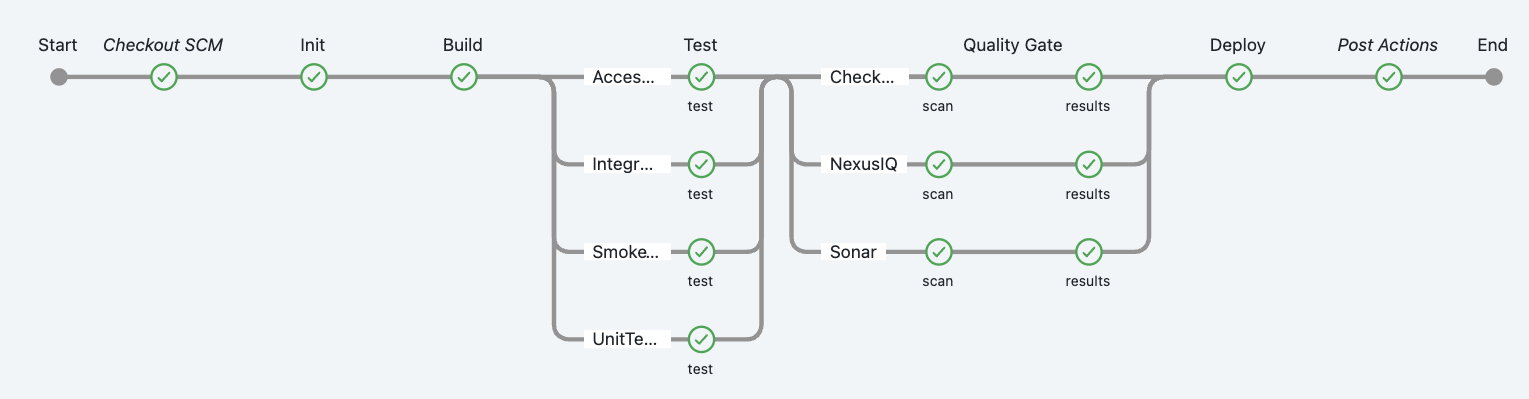 Start Checkout SCM Init Build Test Quality Gate Deploy Post Actions End
Acces... Check...
test scan results
Integr... NexusIQ
test scan results
Smoke... Sonar
test scan results
UnitTe...
test